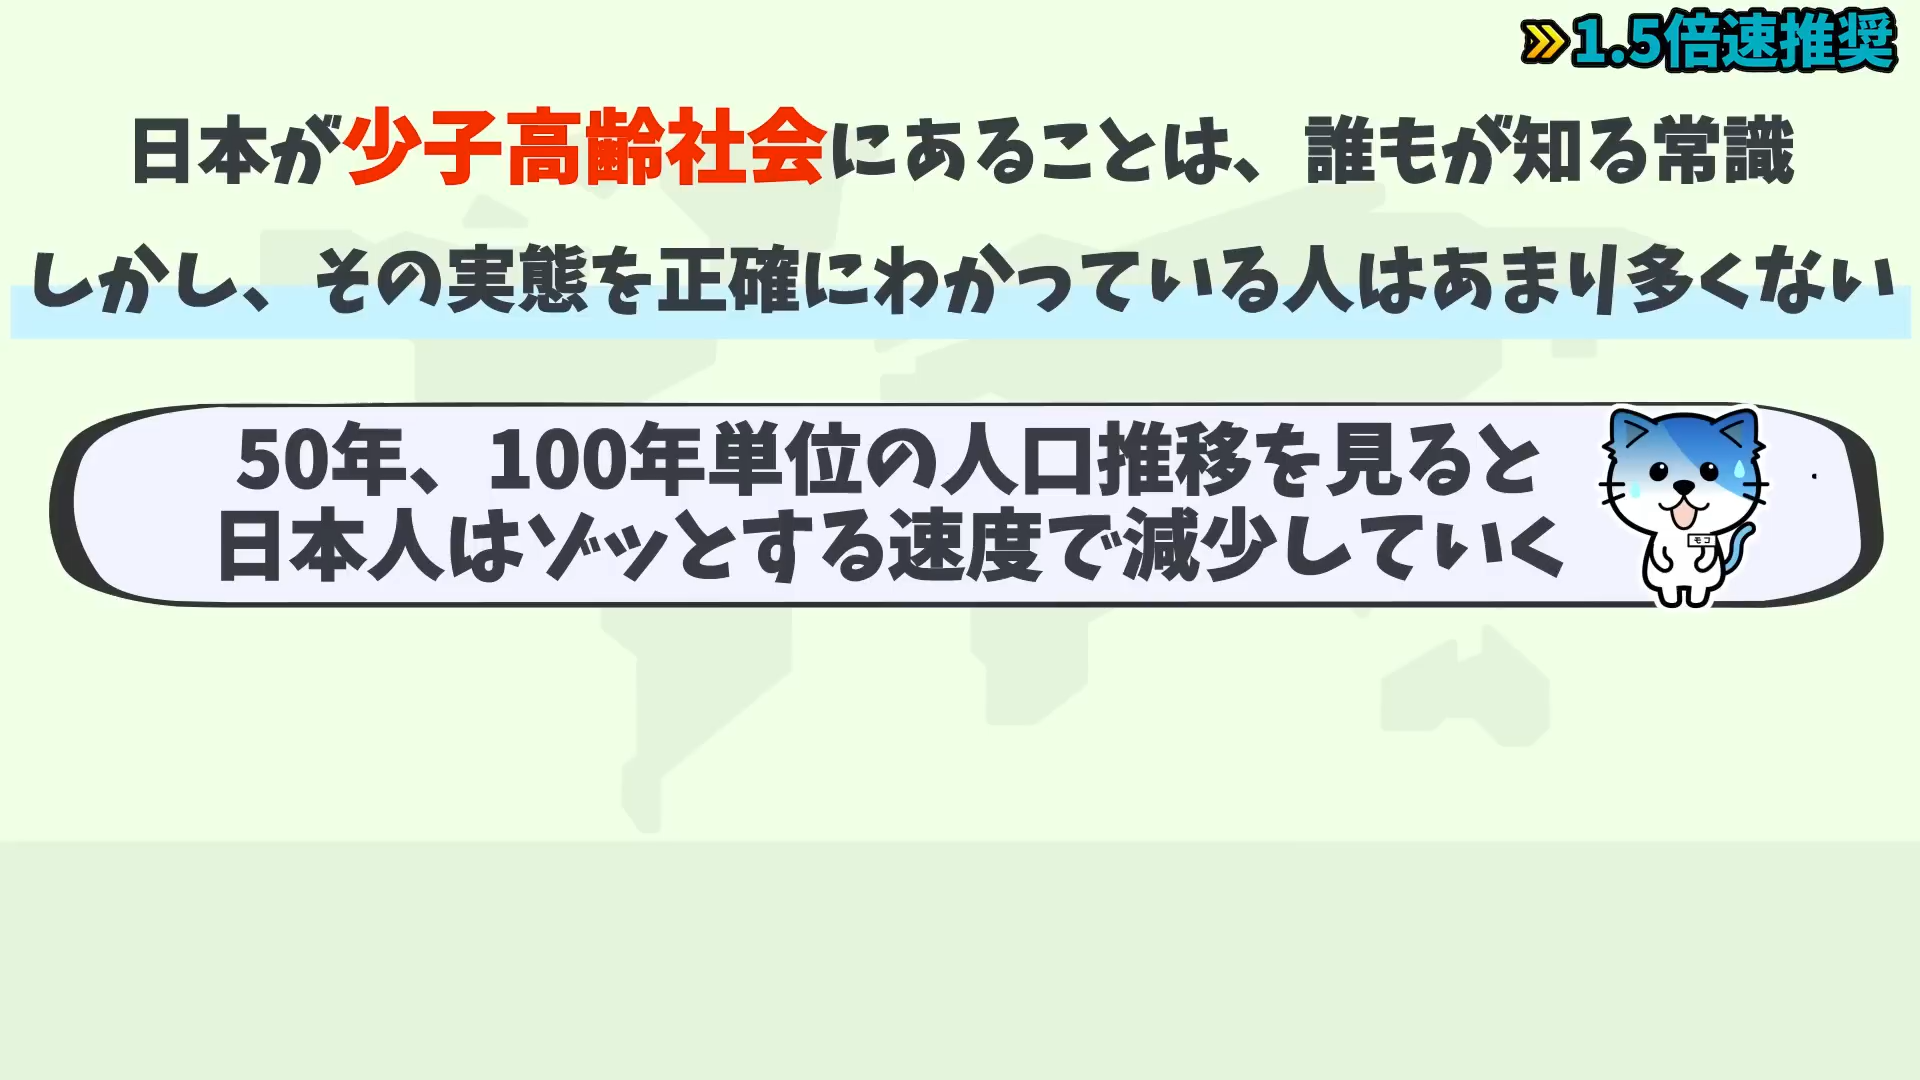 1.5倍速推奨
日本が少子高齢社会にあることは、誰もが知る常識
しかし、その実態を正確にわかっている人はあまり多くない
50年、100年単位の人口推移を見ると
日本人はゾッとする速度で減少していく
モコ